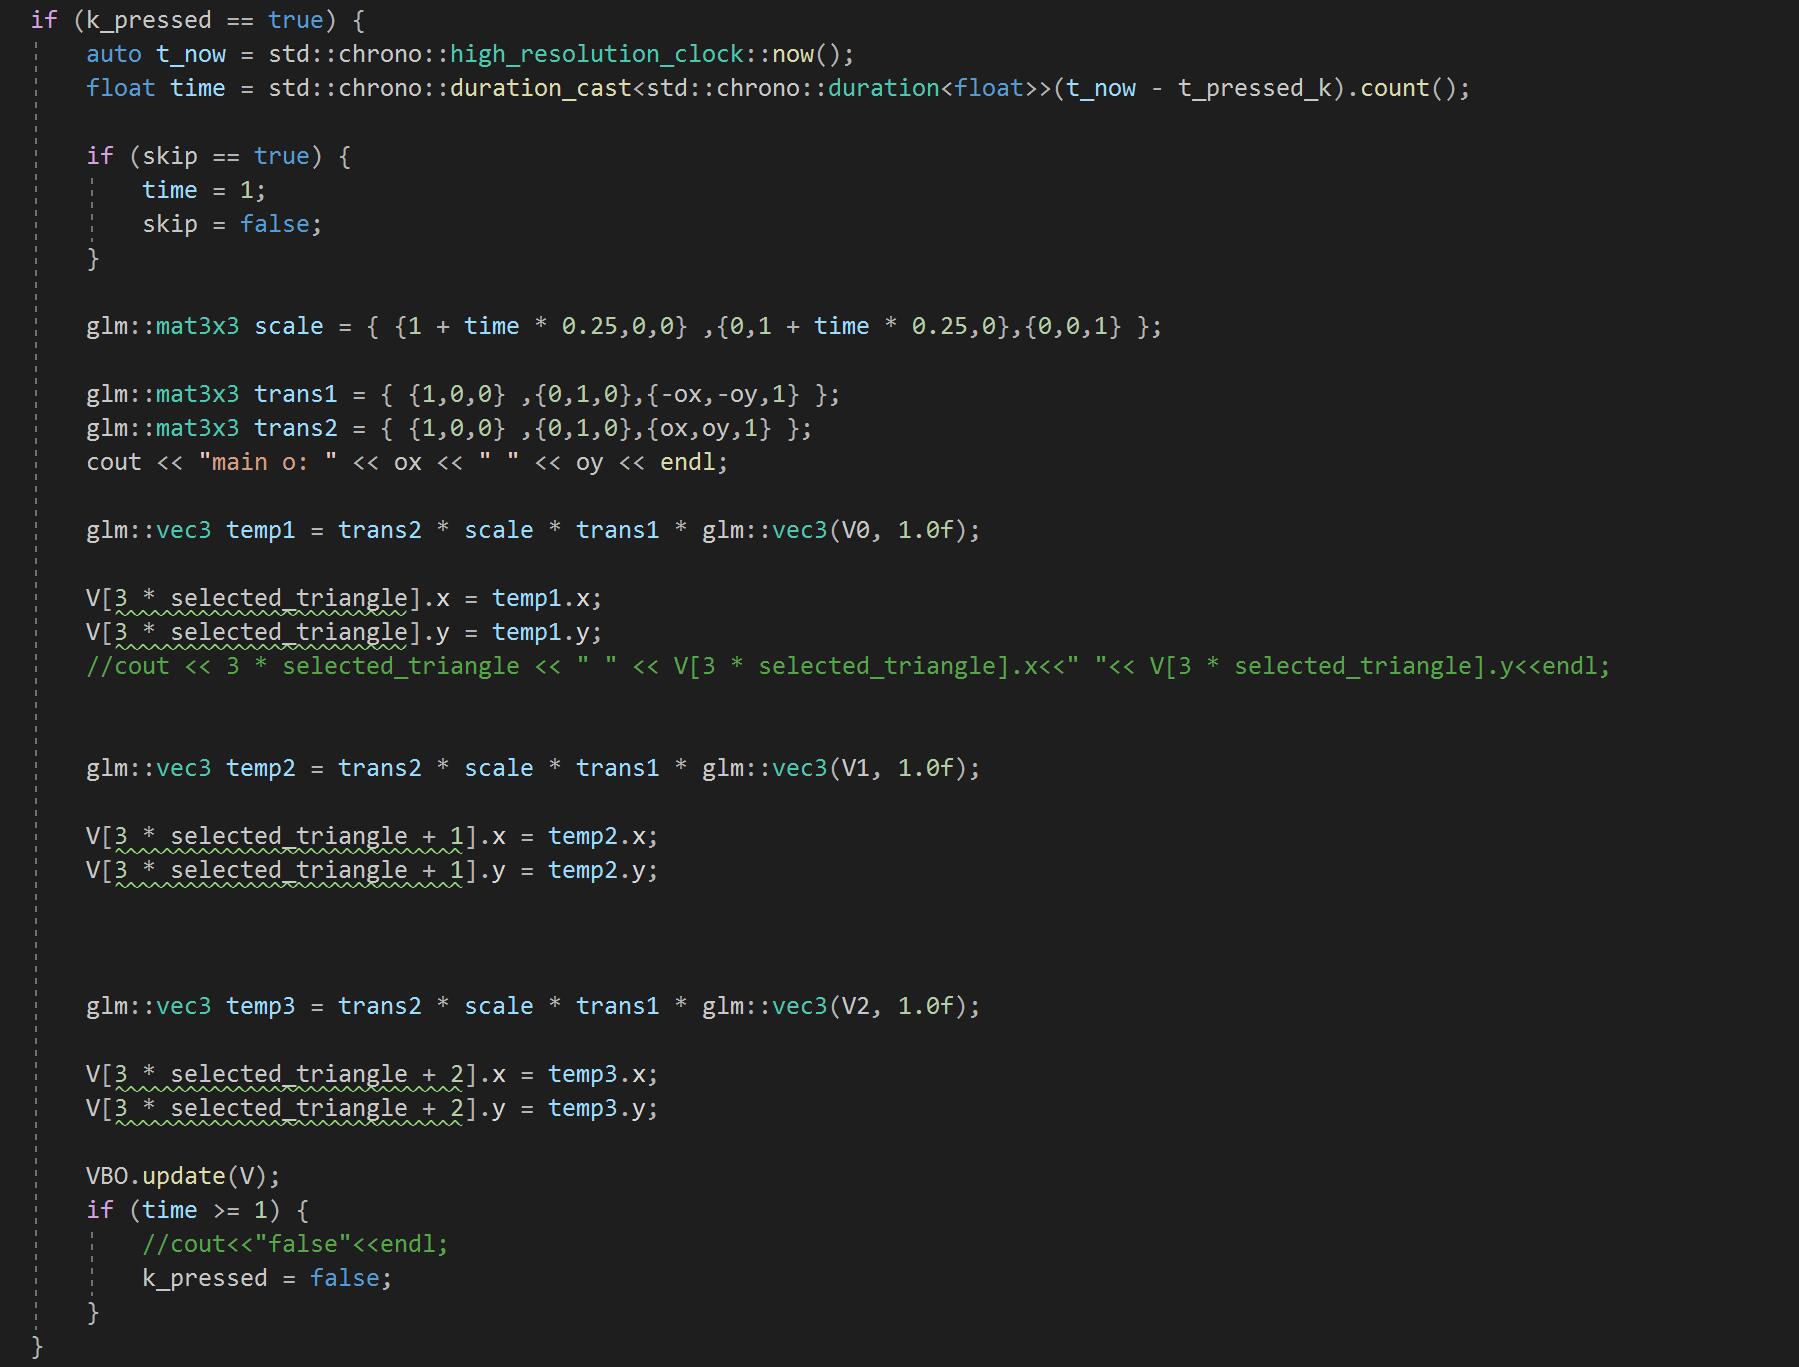 if (k_pressed == true) {
auto t_now = std::chrono::high_resolution_clock::now();
float time = std::chrono::duration_cast<std::chrono::duration<float>>(t_now - t_pressed_k).count();
if (skip == true) {
time = 1;
skip = false;
}
glm::mat3x3 scale = { {1 + time * 0.25,0,0} ,{0,1 + time * 0.25,0},{0,0,1} };
glm::mat3x3 trans1 = { {1,0,0} ,{0,1,0},{-ox,-oy,1} };
glm::mat3x3 trans2 = { {1,0,0} ,{0,1,0},{ox,oy,1} };
cout << "main o: " << ox << " " << oy << endl;
glm::vec3 temp1 = trans2 * scale * trans1 * glm::vec3(V0, 1.0f);
V[3 * selected_triangle].x = temp1.x;
V[3 * selected_triangle].y = temp1.y;
//cout << 3 * selected_triangle << " " << V[3 * selected_triangle].x<<" "<< V[3 * selected_triangle].y<<endl;
glm::vec3 temp2 = trans2 * scale * trans1 * glm::vec3(V1, 1.0f);
V[3 * selected_triangle + 1].x = temp2.x;
V[3 * selected_triangle + 1].y = temp2.y;
glm::vec3 temp3 = trans2 * scale * trans1 * glm::vec3(V2, 1.0f);
V[3 * selected_triangle + 2].x = temp3.x;
V[3 * selected_triangle + 2].y = temp3.y;
VBO.update(V);
if (time >= 1) {
//cout<<"false"<<endl;
k_pressed = false;
}
}